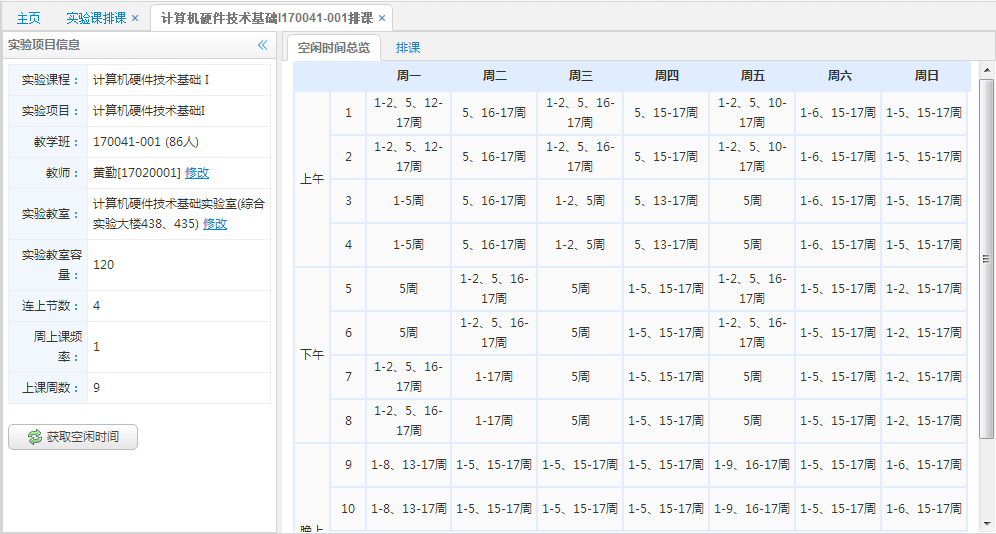 主页 实验课排课 × 计算机硬件技术基础I170041-001排课 ×
实验项目信息 «
实验课程： 计算机硬件技术基础 I
实验项目： 计算机硬件技术基础I
教学班： 170041-001 (86人)
教师： 黄勤[17020001] 修改
实验教室： 计算机硬件技术基础实验室(综合
实验大楼438、435) 修改
实验教室容
量： 120
连上节数： 4
周上课频
率： 1
上课周数： 9
获取空闲时间
空闲时间总览 排课
周一 周二 周三 周四 周五 周六 周日
上午
1 1-2、5、12-17周 5、16-17周 1-2、5、16-17周 5、15-17周 1-2、5、10-17周 1-6、15-17周 1-5、15-17周
2 1-2、5、12-17周 5、16-17周 1-2、5、16-17周 5、15-17周 1-2、5、10-17周 1-6、15-17周 1-5、15-17周
3 1-5周 5、16-17周 1-2、5周 5、13-17周 5周 1-6、15-17周 1-5、15-17周
4 1-5周 5、16-17周 1-2、5周 5、13-17周 5周 1-6、15-17周 1-5、15-17周
下午
5 5周 1-2、5、16-17周 5周 1-5、15-17周 1-2、5、16-17周 1-5、15-17周 1-2、15-17周
6 5周 1-2、5、16-17周 5周 1-5、15-17周 1-2、5、16-17周 1-5、15-17周 1-2、15-17周
7 1-2、5、16-17周 1-17周 5周 1-5、15-17周 5周 1-5、15-17周 1-2、15-17周
8 1-2、5、16-17周 1-17周 5周 1-5、15-17周 5周 1-5、15-17周 1-2、15-17周
晚上
9 1-8、13-17周 1-5、15-17周 1-5、15-17周 1-5、15-17周 1-9、16-17周 1-5、15-17周 1-6、15-17周
10 1-8、13-17周 1-5、15-17周 1-5、15-17周 1-5、15-17周 1-9、16-17周 1-5、15-17周 1-6、15-17周